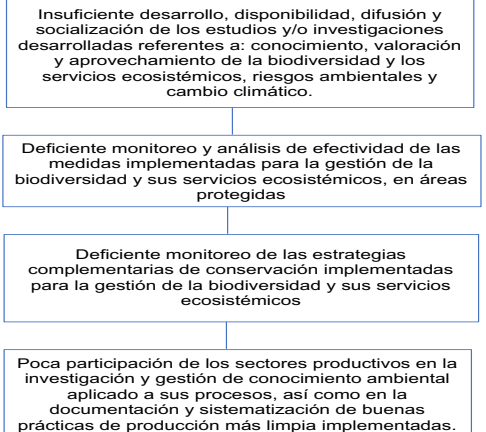 Insuficiente desarrollo, disponibilidad, difusión y
socialización de los estudios y/o investigaciones
desarrolladas referentes a: conocimiento, valoración
y aprovechamiento de la biodiversidad y los
servicios ecosistémicos, riesgos ambientales y
cambio climático.
Deficiente monitoreo y análisis de efectividad de las
medidas implementadas para la gestión de la
biodiversidad y sus servicios ecosistémicos, en áreas
protegidas
Deficiente monitoreo de las estrategias
complementarias de conservación implementadas
para la gestión de la biodiversidad y sus servicios
ecosistémicos
Poca participación de los sectores productivos en la
investigación y gestión de conocimiento ambiental
aplicado a sus procesos, así como en la
documentación y sistematización de buenas
prácticas de producción más limpia implementadas.